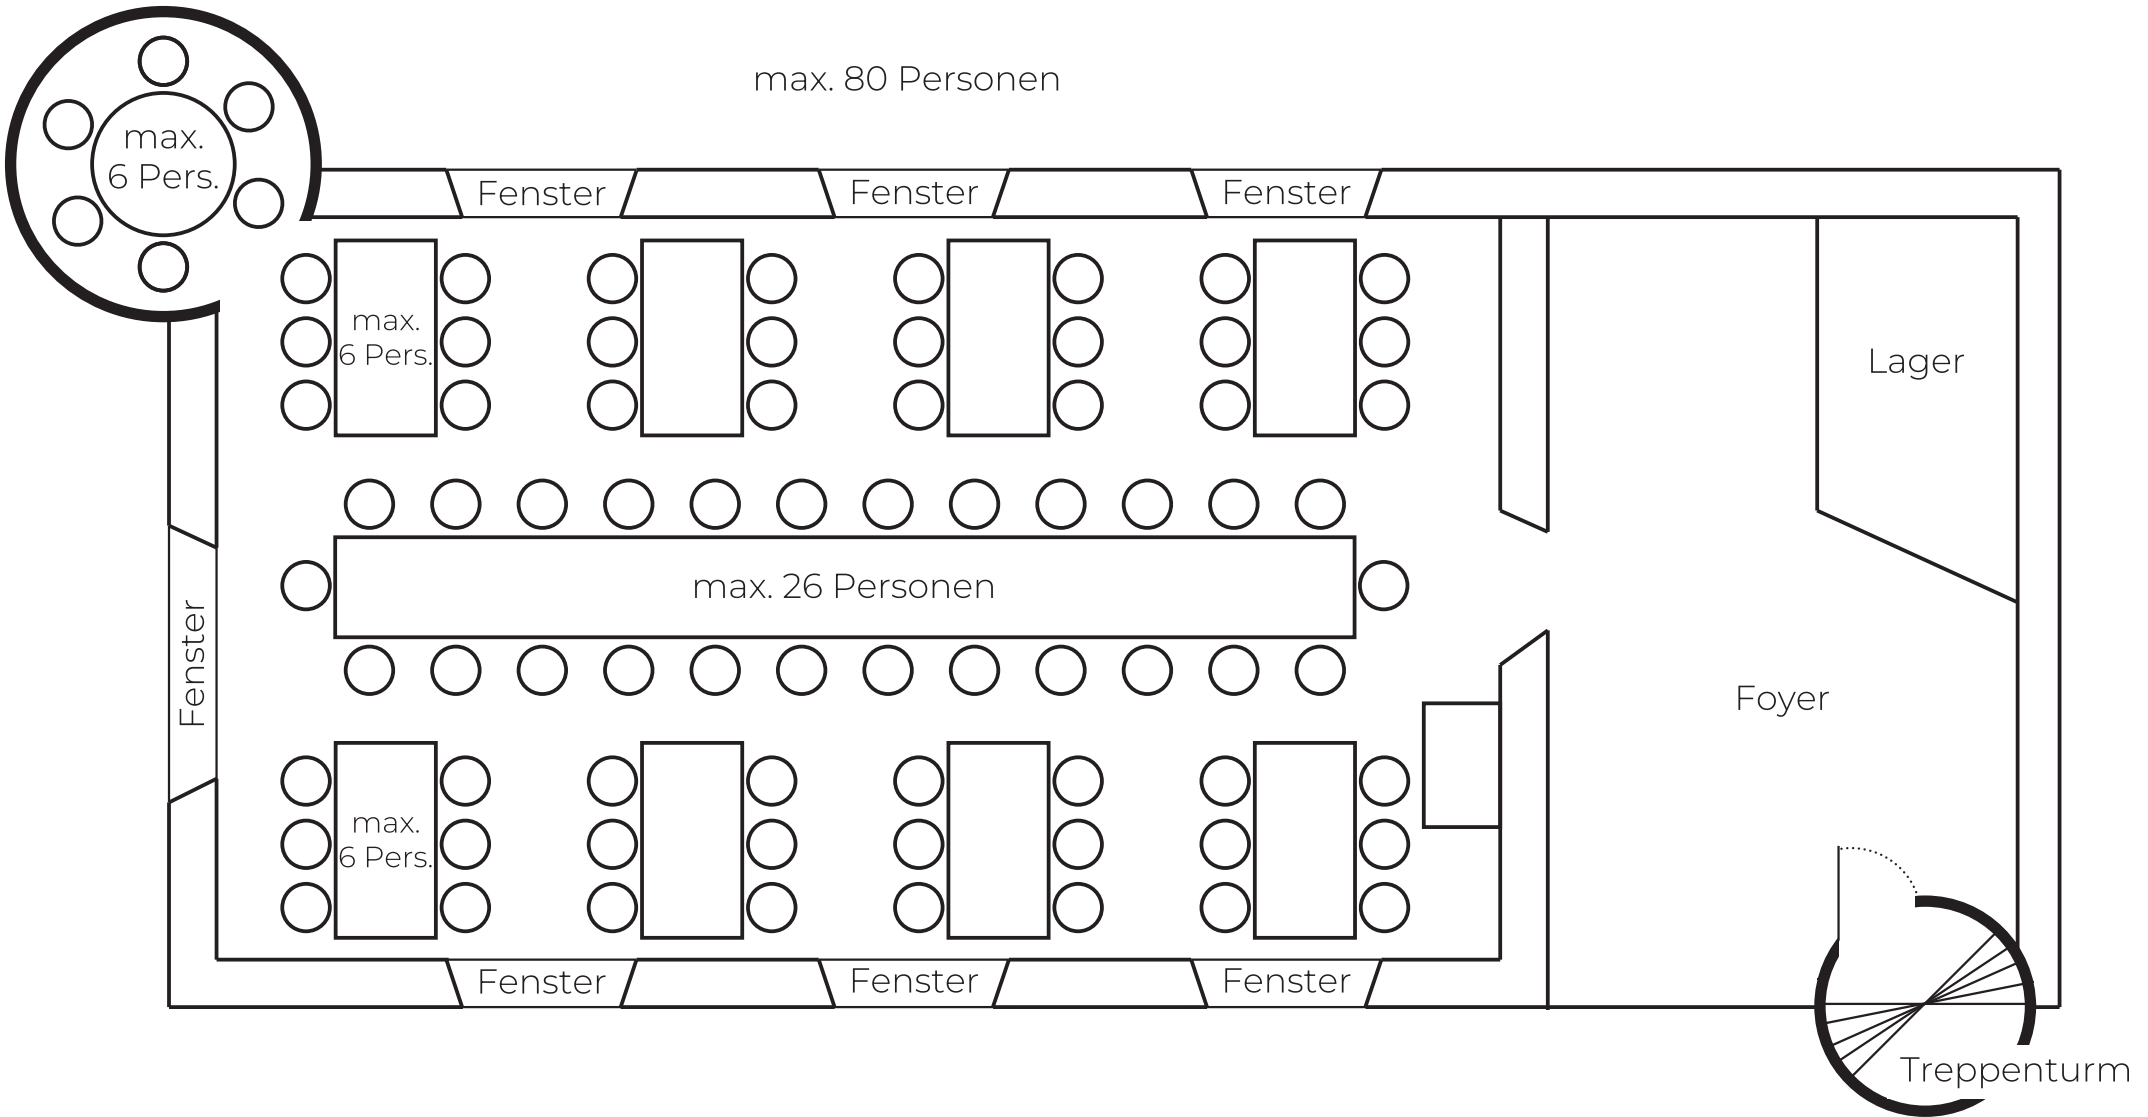 max. 80 Personen
max.
6 Pers.
Fenster
Fenster
Fenster
max.
6 Pers.
Lager
max. 26 Personen
Fenster
Foyer
max.
6 Pers.
Fenster
Fenster
Fenster
Treppenturm